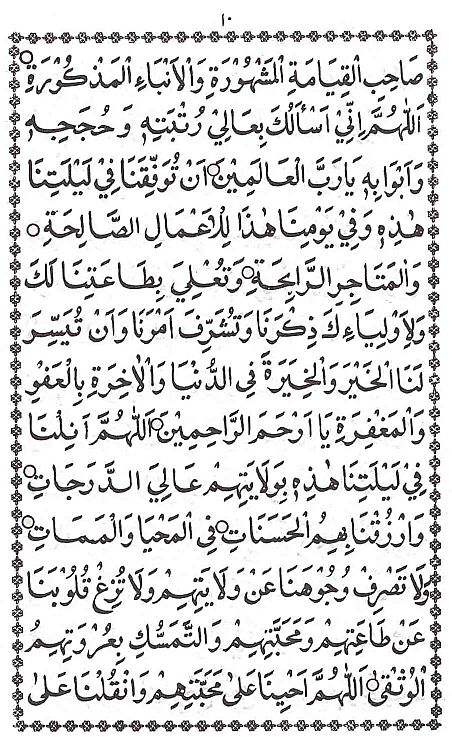 ١٠
صَاحِبِ الْقِيَامَةِ الْمَشْهُوْرَةِ وَالْاَنْبَاءِ الْمَذْكُوْرَةِ○
اَللّٰهُمَّ اِنِّيْ اَسْأَلُكَ بِعَالِيْ رُتْبَتِهٖ وَحُجَجِهٖ
وَاَبْوَابِهٖ يَا رَبَّ الْعَالَمِيْنَ○ اَنْ تُوَفِّقَنَا فِيْ لَيْلَتِنَا
هٰذِهٖ وَفِيْ يَوْمِنَا هٰذَا لِلْاَعْمَالِ الصَّالِحَةِ○
وَالْمَتَاجِرِ الرَّابِحَةِ○ وَتُعْلِيَ بِطَاعَتِنَا لَكَ
وَلِاَوْلِيَاءِكَ ذِكْرَنَا وَتُشَرِّفَ اَمْرَنَا وَاَنْ تُيَسِّرَ
لَنَا الْخَيْرَ وَالْخِيَرَةَ فِي الدُّنْيَا وَالْاٰخِرَةِ بِالْعَفْوِ
وَالْمَغْفِرَةِ يَا اَرْحَمَ الرَّاحِمِيْنَ○ اَللّٰهُمَّ اَنِلْنَا
فِيْ لَيْلَتِنَا هٰذِهٖ بِوَلَايَتِهِمْ عَالِيَ الدَّرَجَاتِ○
وَارْزُقْنَا بِهِمُ الْحَسَنَاتِ○ فِي الْمَحْيَا وَالْمَمَاتِ○
وَلَا تَصْرِفْ وُجُوْهَنَا عَنْ وَلَايَتِهِمْ وَلَا تُزِغْ قُلُوْبَنَا
عَنْ طَاعَتِهِمْ وَمَحَبَّتِهِمْ وَالتَّمَسُّكِ بِعُرْوَتِهِمُ
الْوُثْقٰى○ اَللّٰهُمَّ اَحْيِنَا عَلٰى مَحَبَّتِهِمْ وَانْقُلْنَا عَلٰى